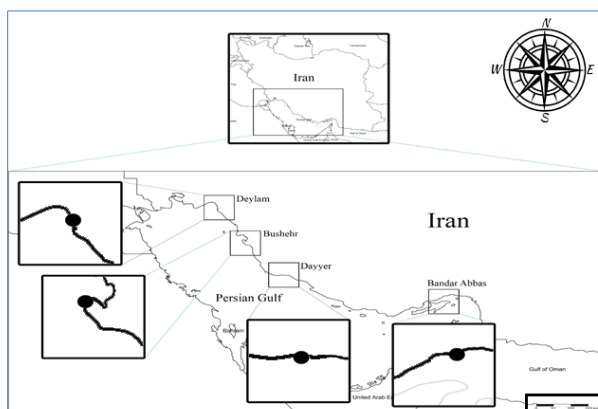 N
W
E
S
Iran
Deylam
Iran
Bushehr
Dayyer
Bandar Abbas
Persian Gulf
Bahrain
Gulf of Oman
United Arab E